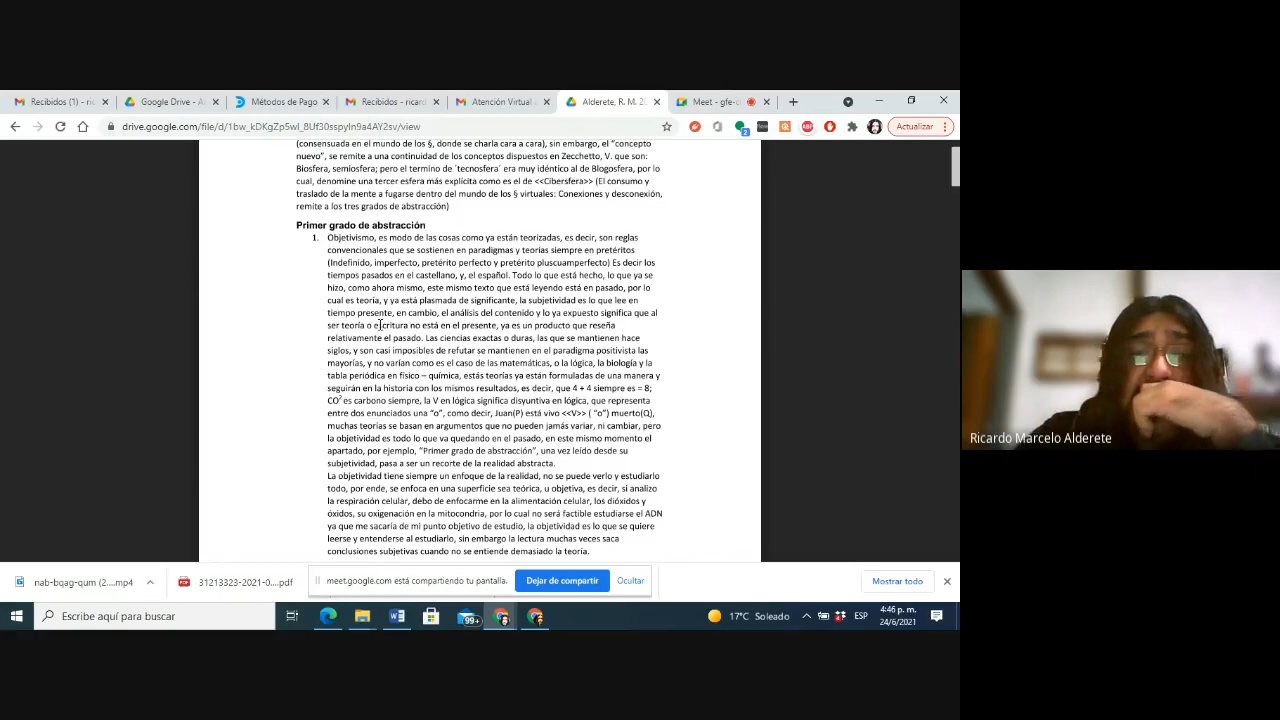 Recibidos (1) - ric
Google Drive - A
Métodos de Pago
Recibidos - ricard
Atención Virtual
Alderete, R. M. 20
Meet - gfe-c
drive.google.com/file/d/1bw_kDKgZp5wI_8Uf30sspyIn9a4AY2sv/view
2
ABP
Actualizar
(consensuada en el mundo de los §, donde se charla cara a cara), sin embargo, el "concepto
nuevo", se remite a una continuidad de los conceptos dispuestos en Zecchetto, V. que son:
Biosfera, semiosfera; pero el termino de ´tecnosfera´ era muy idéntico al de Blogosfera, por lo
cual, denomine una tercer esfera más explícita como es el de <<Cibersfera>> (El consumo y
traslado de la mente a fugarse dentro del mundo de los § virtuales: Conexiones y desconexión,
remite a los tres grados de abstracción)
Primer grado de abstracción
1. Objetivismo, es modo de las cosas como ya están teorizadas, es decir, son reglas
convencionales que se sostienen en paradigmas y teorías siempre en pretéritos
(Indefinido, imperfecto, pretérito perfecto y pretérito pluscuamperfecto) Es decir los
tiempos pasados en el castellano, y, el español. Todo lo que está hecho, lo que ya se
hizo, como ahora mismo, este mismo texto que está leyendo está en pasado, por lo
cual es teoría, y ya está plasmada de significante, la subjetividad es lo que lee en
tiempo presente, en cambio, el análisis del contenido y lo ya expuesto significa que al
ser teoría o escritura no está en el presente, ya es un producto que reseña
relativamente el pasado. Las ciencias exactas o duras, las que se mantienen hace
siglos, y son casi imposibles de refutar se mantienen en el paradigma positivista las
mayorías, y no varían como es el caso de las matemáticas, o la lógica, la biología y la
tabla periódica en físico – química, estás teorías ya están formuladas de una manera y
seguirán en la historia con los mismos resultados, es decir, que 4 + 4 siempre es = 8;
CO² es carbono siempre, la V en lógica significa disyuntiva en lógica, que representa
entre dos enunciados una "o", como decir, Juan(P) está vivo <<V>> ( "o") muerto(Q),
muchas teorías se basan en argumentos que no pueden jamás variar, ni cambiar, pero
la objetividad es todo lo que va quedando en el pasado, en este mismo momento el
apartado, por ejemplo, "Primer grado de abstracción", una vez leído desde su
subjetividad, pasa a ser un recorte de la realidad abstracta.
La objetividad tiene siempre un enfoque de la realidad, no se puede verlo y estudiarlo
todo, por ende, se enfoca en una superficie sea teórica, u objetiva, es decir, si analizo
la respiración celular, debo de enfocarme en la alimentación celular, los dióxidos y
óxidos, su oxigenación en la mitocondria, por lo cual no será factible estudiarse el ADN
ya que me sacaría de mi punto objetivo de estudio, la objetividad es lo que se quiere
leerse y entenderse al estudiarlo, sin embargo la lectura muchas veces saca
conclusiones subjetivas cuando no se entiende demasiado la teoría.
Ricardo Marcelo Alderete
nab-bqag-qum (2....mp4
31213323-2021-0....pdf
meet.google.com está compartiendo tu pantalla.
Dejar de compartir
Ocultar
Mostrar todo
Escribe aquí para buscar
99+
17°C Soleado
ESP
4:46 p. m.
24/6/2021